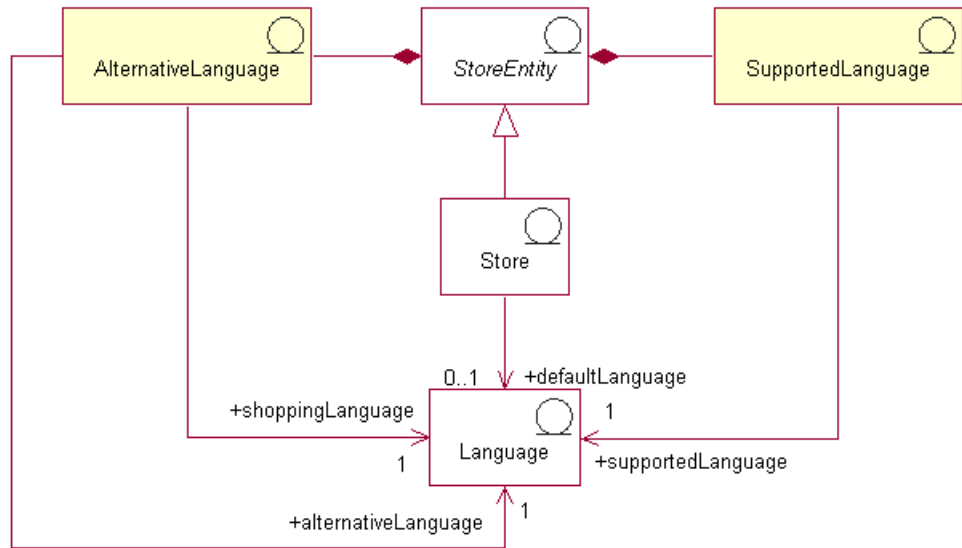 AlternativeLanguage
StoreEntity
SupportedLanguage
Store
0..1
+defaultLanguage
+shoppingLanguage
1
1
Language
+supportedLanguage
+alternativeLanguage
1